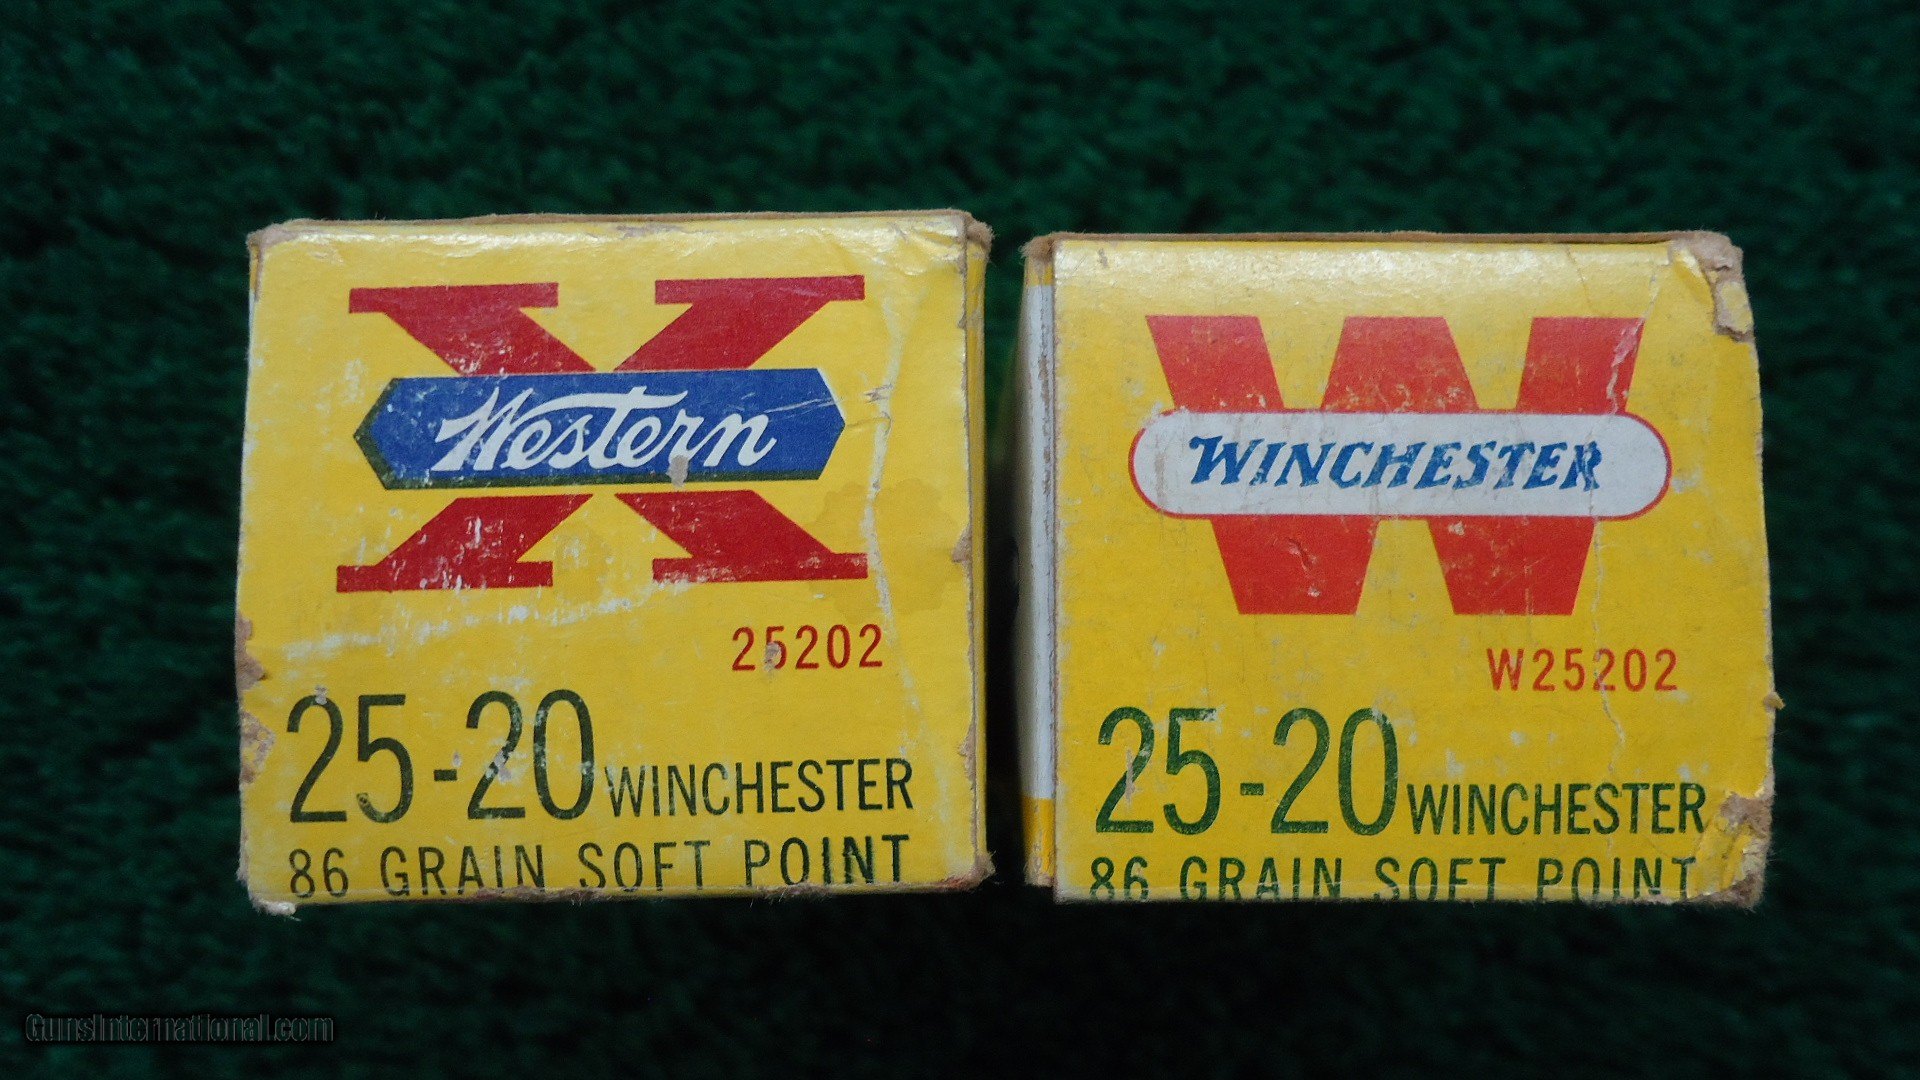 X
Western
25202
25-20 WINCHESTER
86 GRAIN SOFT POINT
W
WINCHESTER
W25202
25-20 WINCHESTER
86 GRAIN SOFT POINT
GunsInternational.com